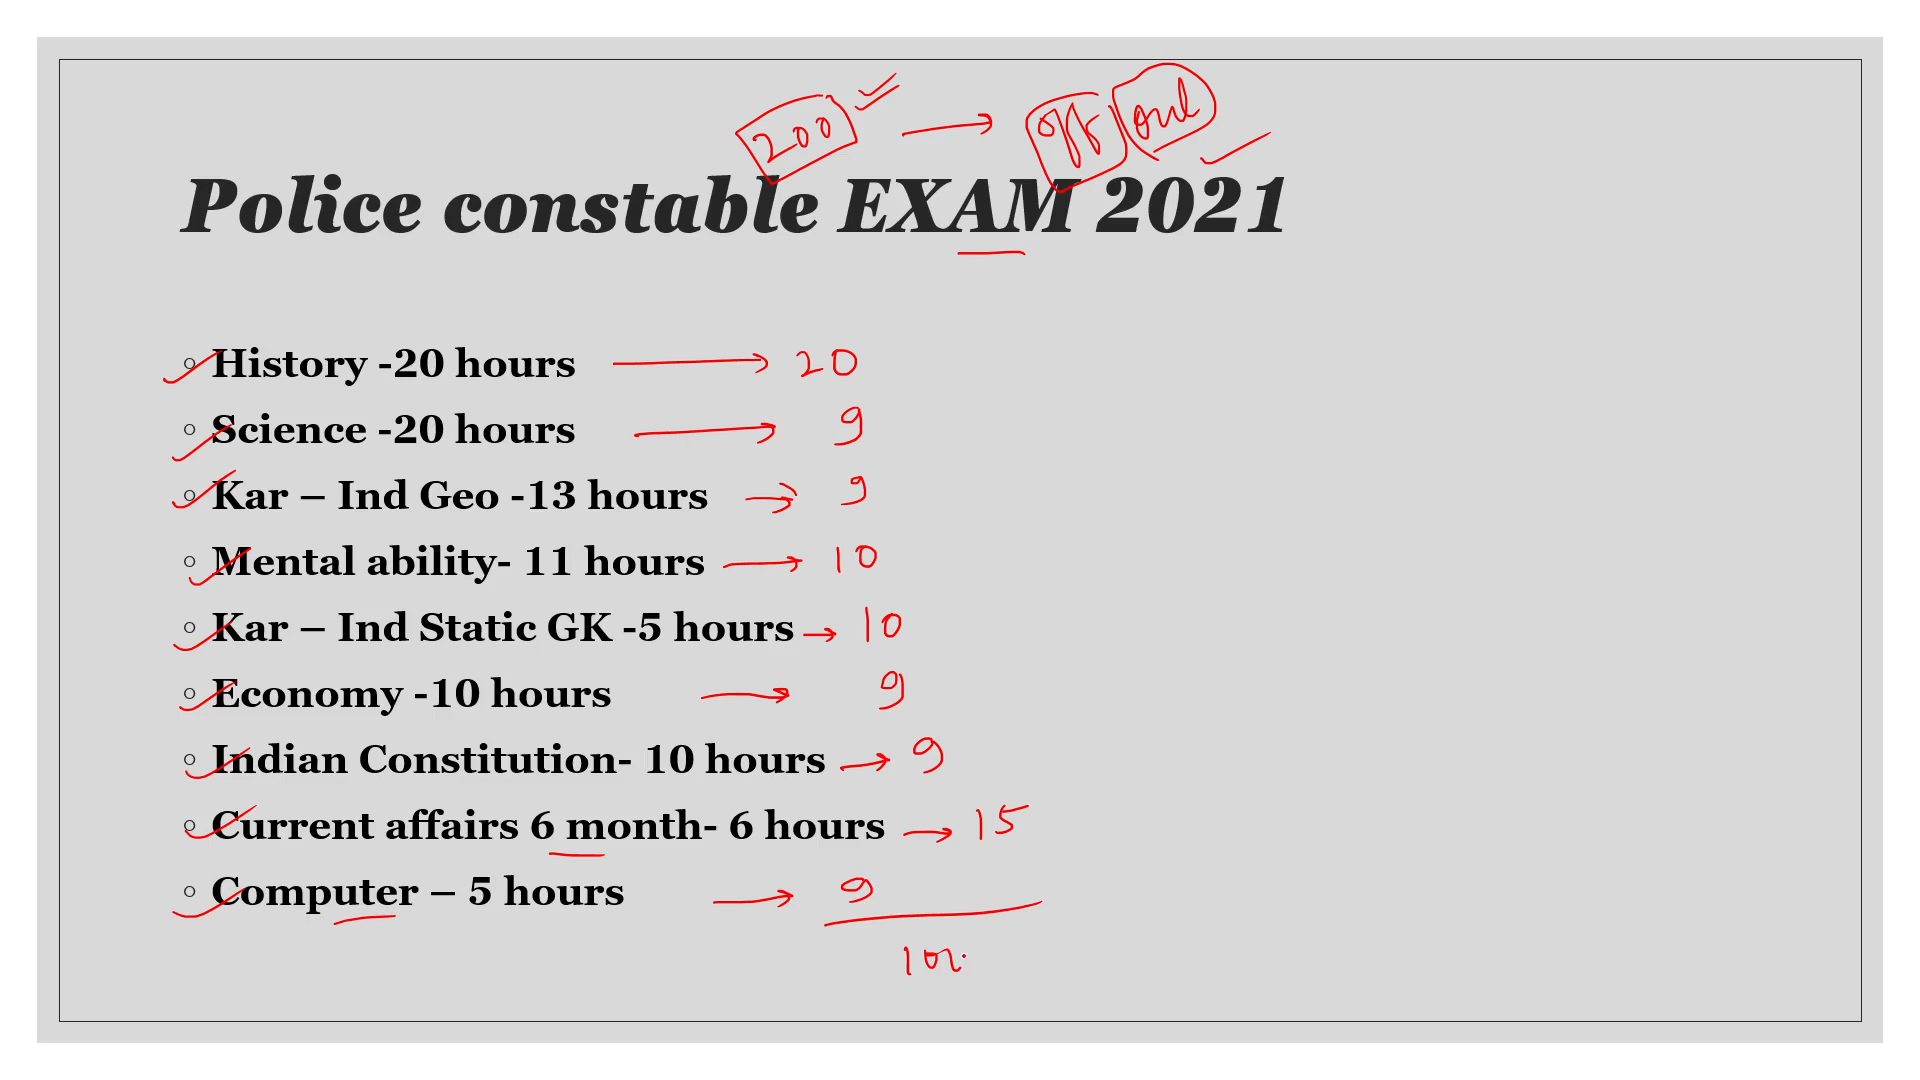 200
Police constable EXAM 2021
History -20 hours 20
Science -20 hours 9
Kar – Ind Geo -13 hours 9
Mental ability- 11 hours 10
Kar – Ind Static GK -5 hours 10
Economy -10 hours 9
Indian Constitution- 10 hours 9
Current affairs 6 month- 6 hours 15
Computer – 5 hours 9